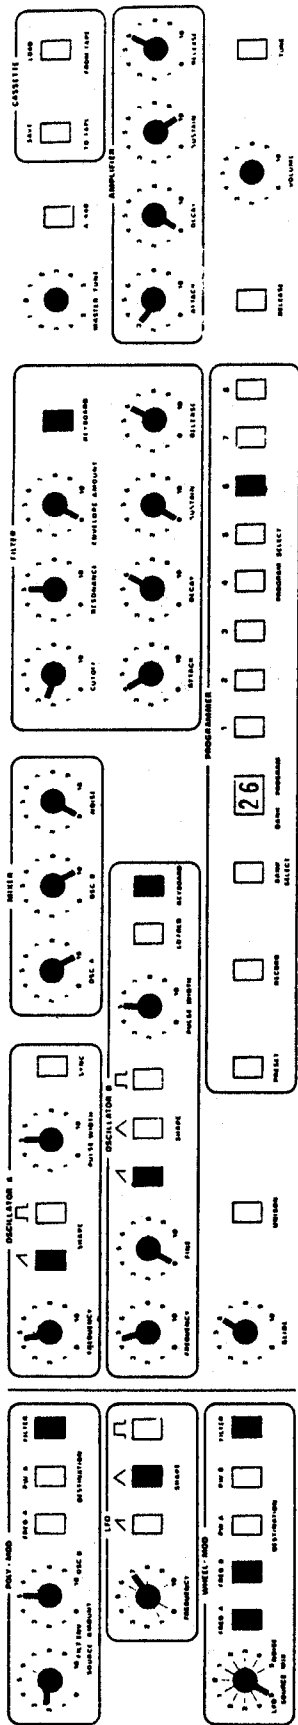 POLY-MOD
FILT ENV
OSC B
SOURCE AMOUNT
FREQ A
PW A
FILTER
DESTINATION
OSCILLATOR A
FREQUENCY
SHAPE
PULSE WIDTH
SYNC
MIXER
OSC A
OSC B
NOISE
FILTER
CUTOFF
RESONANCE
ENVELOPE AMOUNT
KEYBOARD
ATTACK
DECAY
SUSTAIN
RELEASE
MASTER TUNE
A-440
CASSETTE
SAVE
TO TAPE
LOAD
FROM TAPE
AMPLIFIER
ATTACK
DECAY
SUSTAIN
RELEASE
LFO
FREQUENCY
SHAPE
OSCILLATOR B
FREQUENCY
FINE
SHAPE
PULSE WIDTH
LO FREQ
KEYBOARD
WHEEL-MOD
LFO
NOISE
SOURCE MIX
FREQ A
FREQ B
PW A
PW B
FILTER
DESTINATION
GLIDE
UNISON
PROGRAMMER
PRESET
RECORD
BANK
SELECT
26
BANK PROGRAM
1 2 3 4 5 6 7 8
PROGRAM SELECT
RELEASE
VOLUME
TUNE